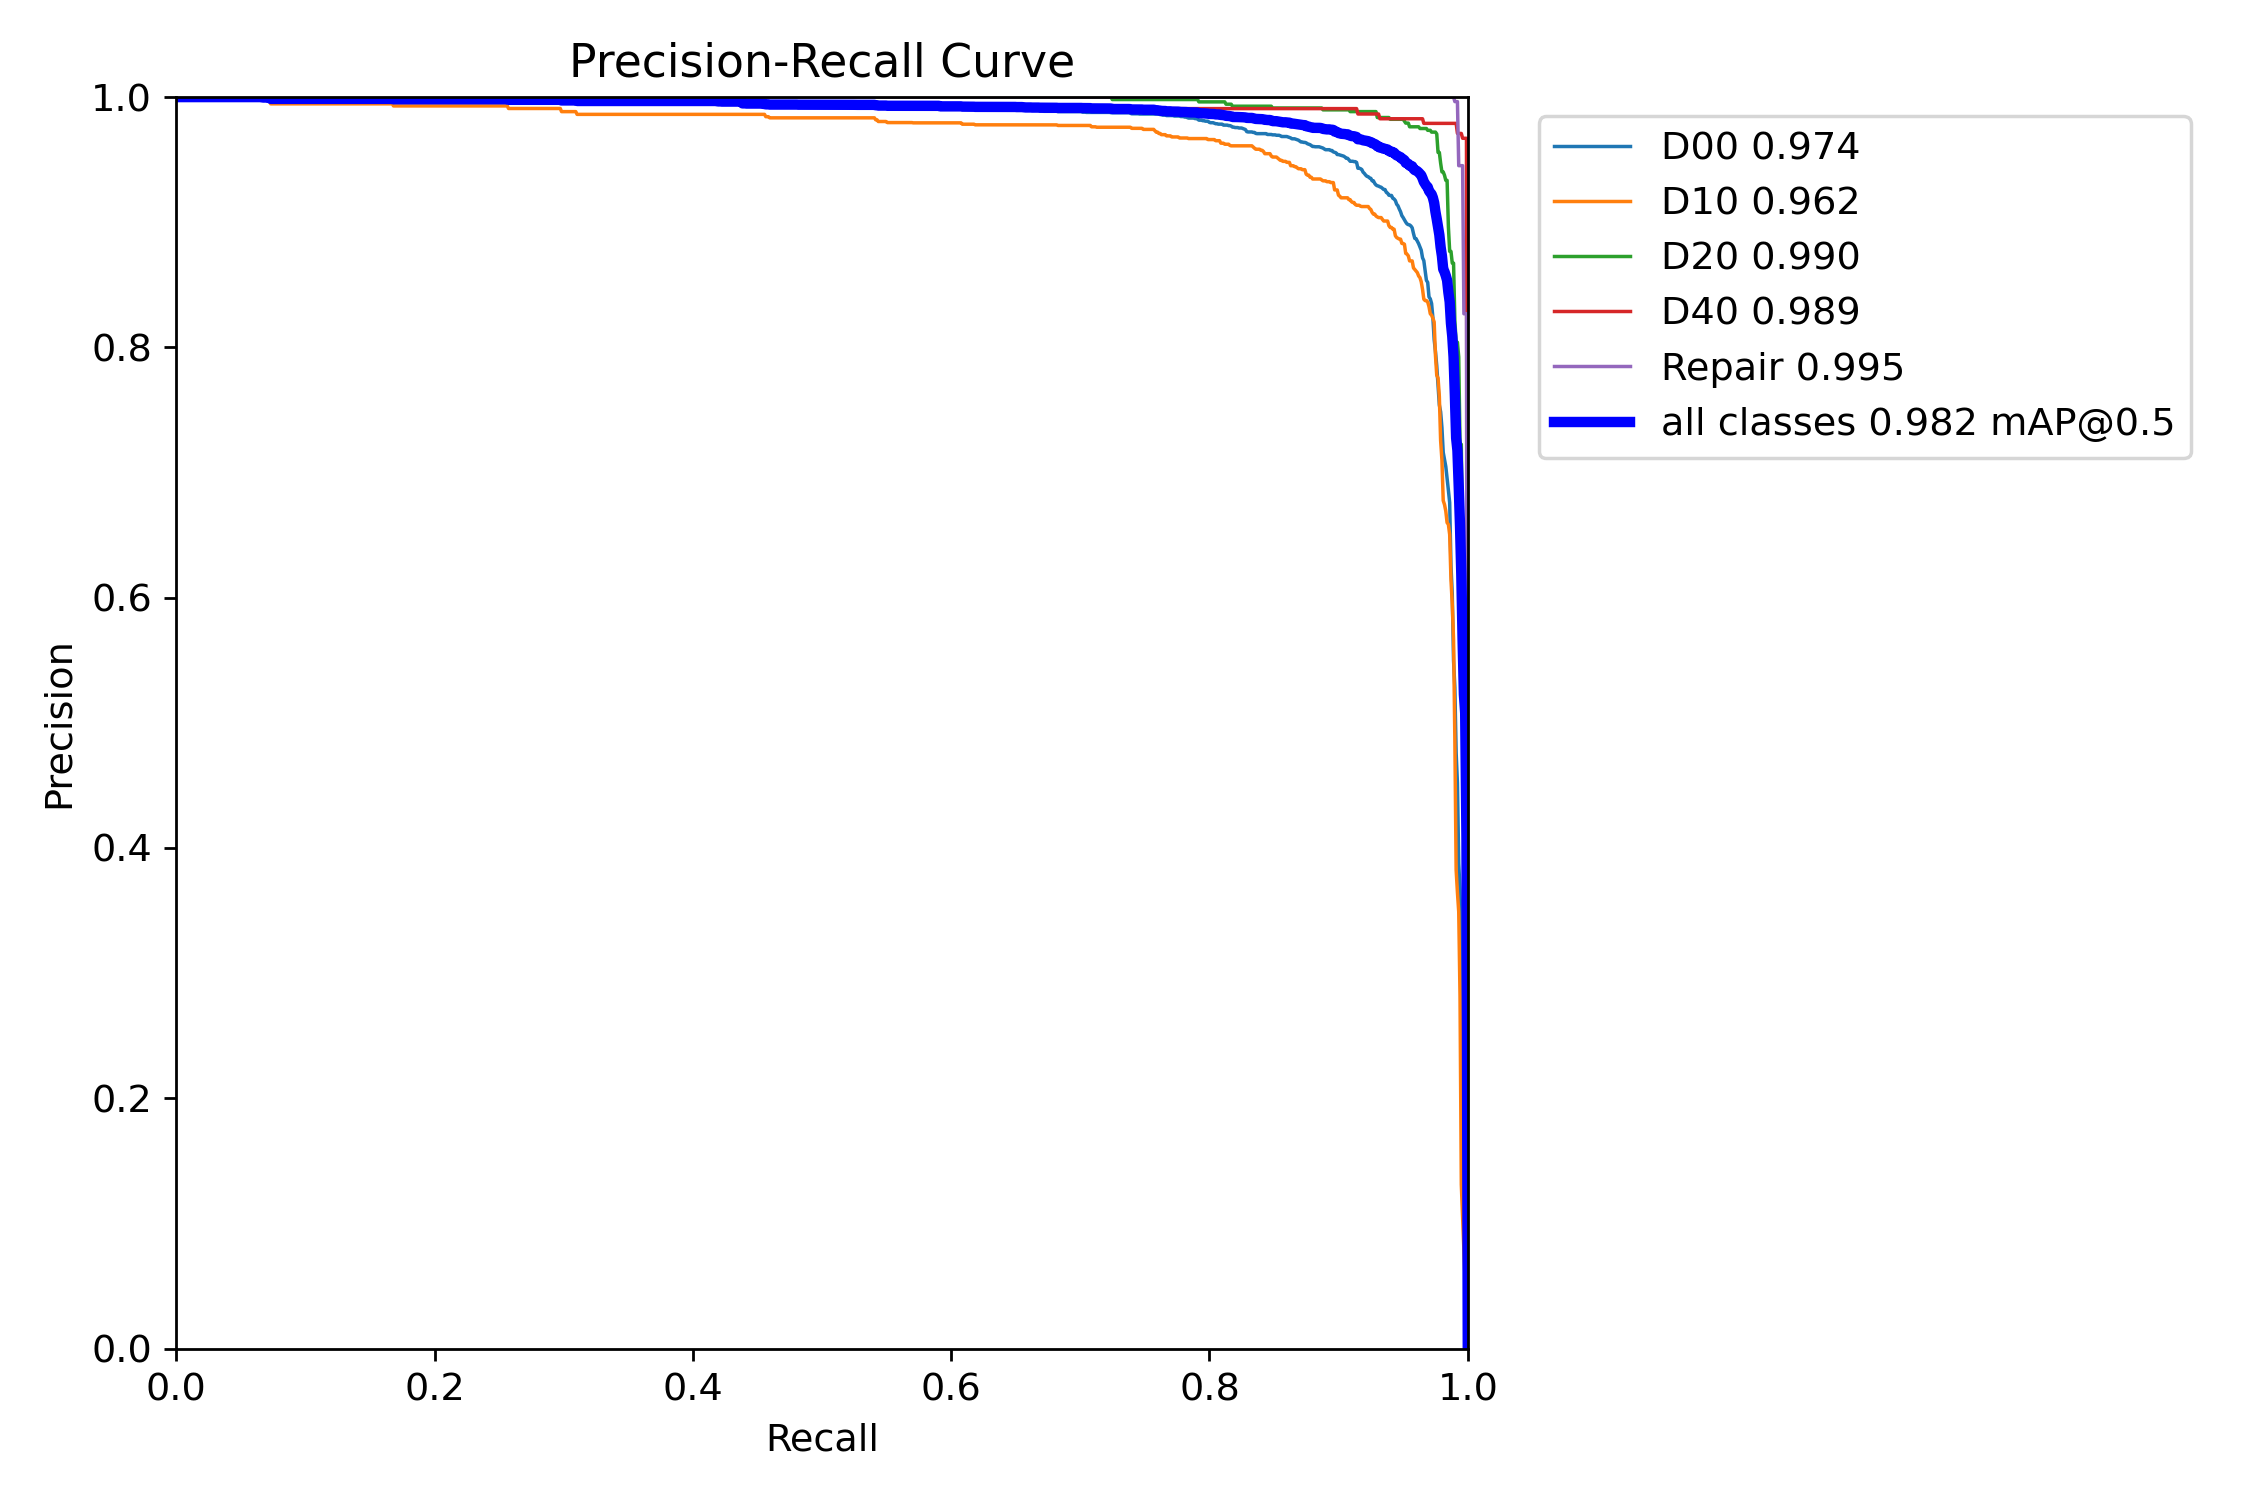 Precision-Recall Curve
1.0
0.8
0.6
0.4
0.2
0.0
Precision
0.0 0.2 0.4 0.6 0.8 1.0
Recall
D00 0.974
D10 0.962
D20 0.990
D40 0.989
Repair 0.995
all classes 0.982 mAP@0.5